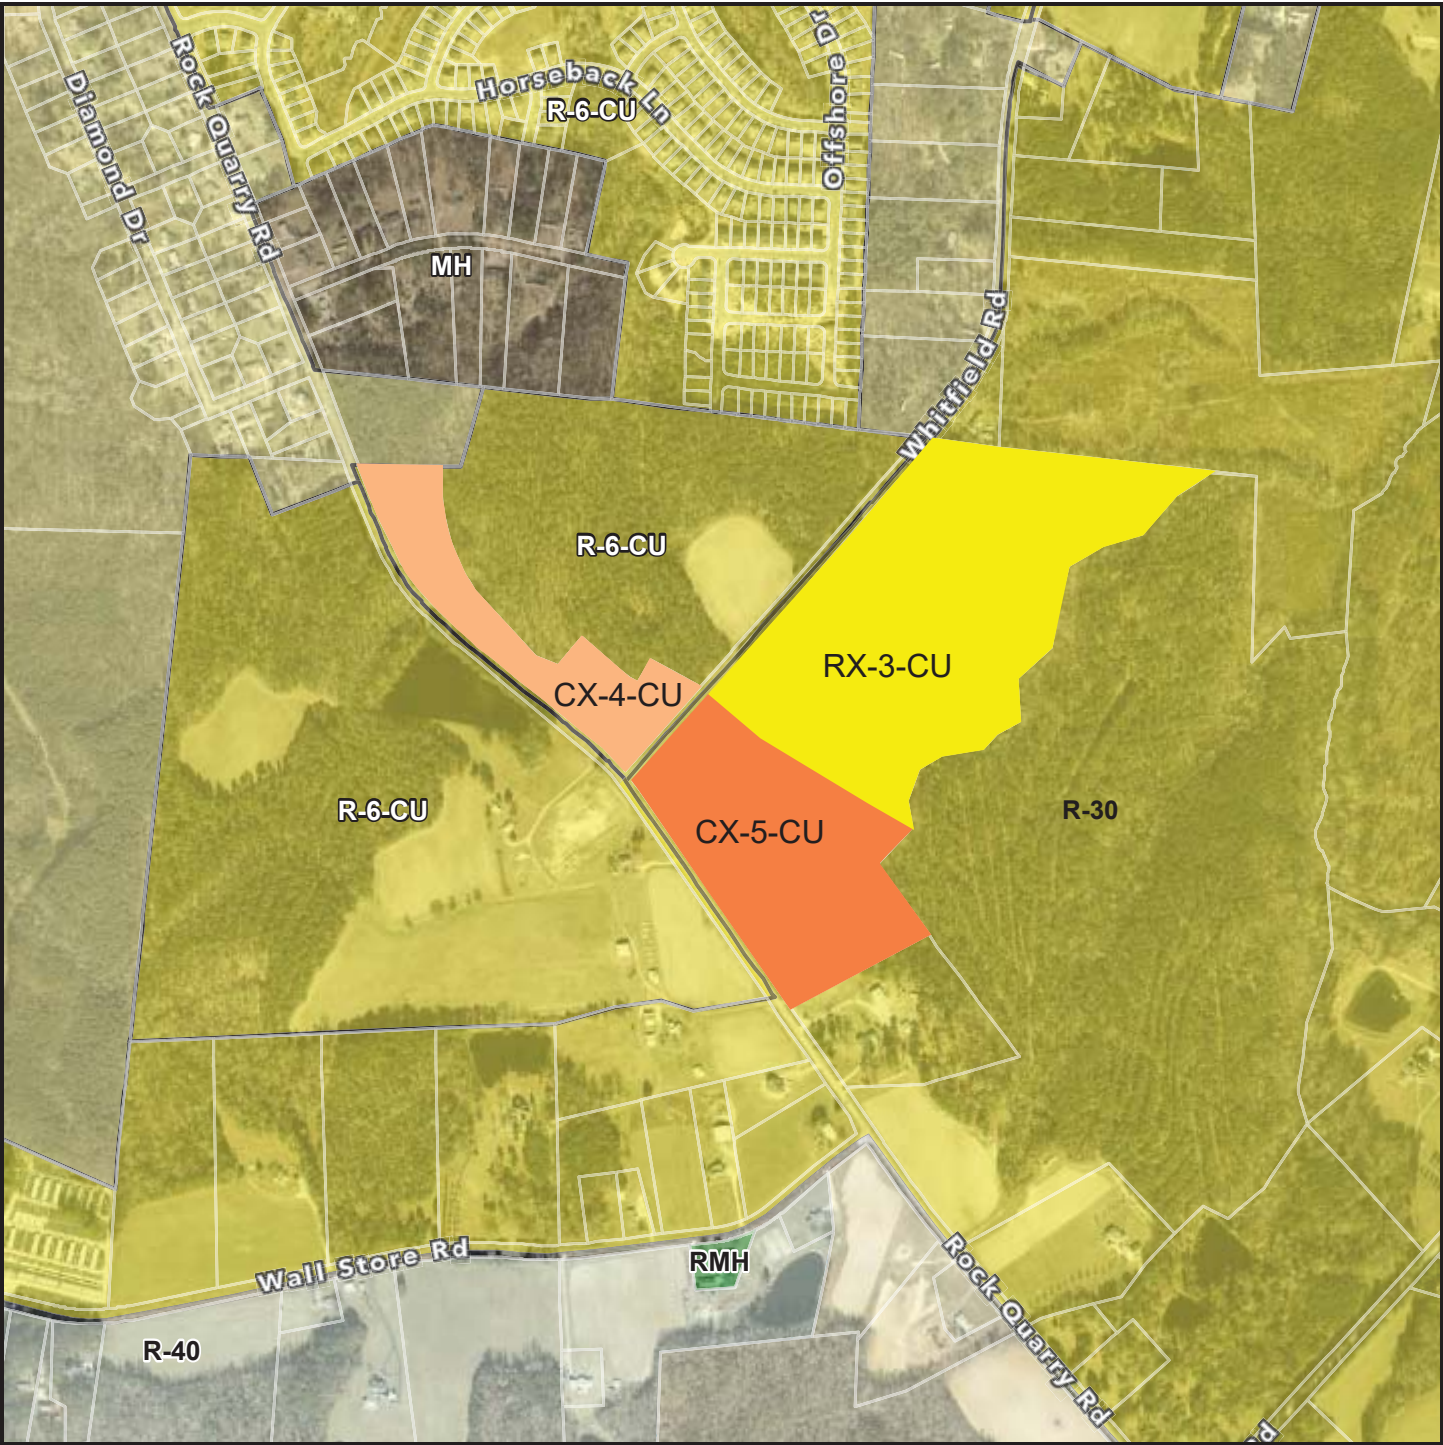 Diamond Dr
Rock Quarry Rd
Horseback Ln
R-6-CU
Offshore Dr
MH
Whitfield Rd
R-6-CU
RX-3-CU
CX-4-CU
R-6-CU
CX-5-CU
R-30
Wall Store Rd
RMH
Rock Quarry Rd
R-40